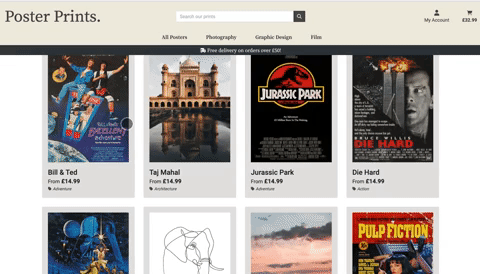 Poster Prints.
Search our prints
My Account
£32.99
All Posters Photography Graphic Design Film
Free delivery on orders over £50!
JURASSIC PARK
BRUCE WILLIS
DIE HARD
Bill & Ted
From £14.99
Adventure
Taj Mahal
From £14.99
Architecture
Jurassic Park
From £14.99
Adventure
Die Hard
From £14.99
Action
PULP FICTION